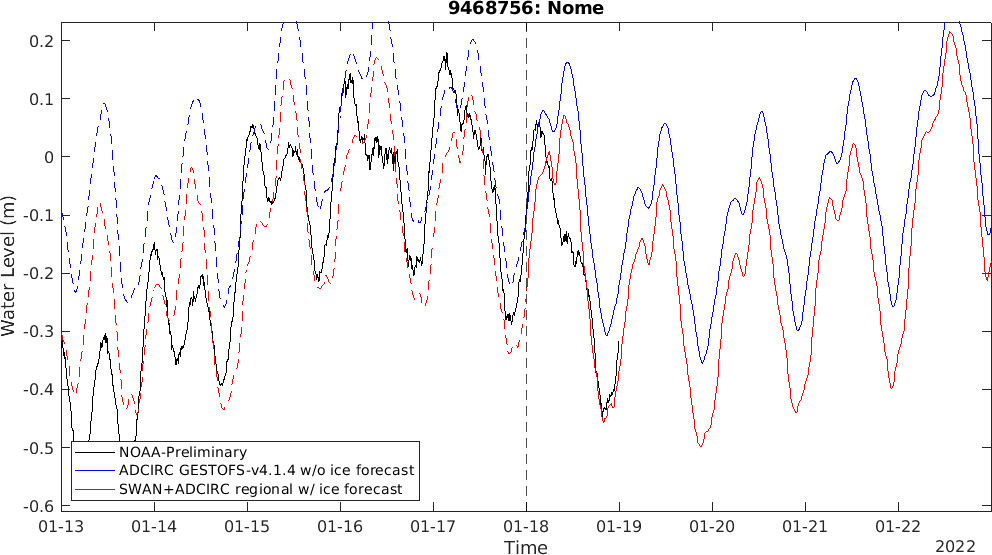 9468756: Nome
Water Level (m)
0.2
0.1
0
-0.1
-0.2
-0.3
-0.4
-0.5
-0.6
NOAA-Preliminary
ADCIRC GESTOFS-v4.1.4 w/o ice forecast
SWAN+ADCIRC regional w/ ice forecast
01-13 01-14 01-15 01-16 01-17 01-18 01-19 01-20 01-21 01-22
Time
2022